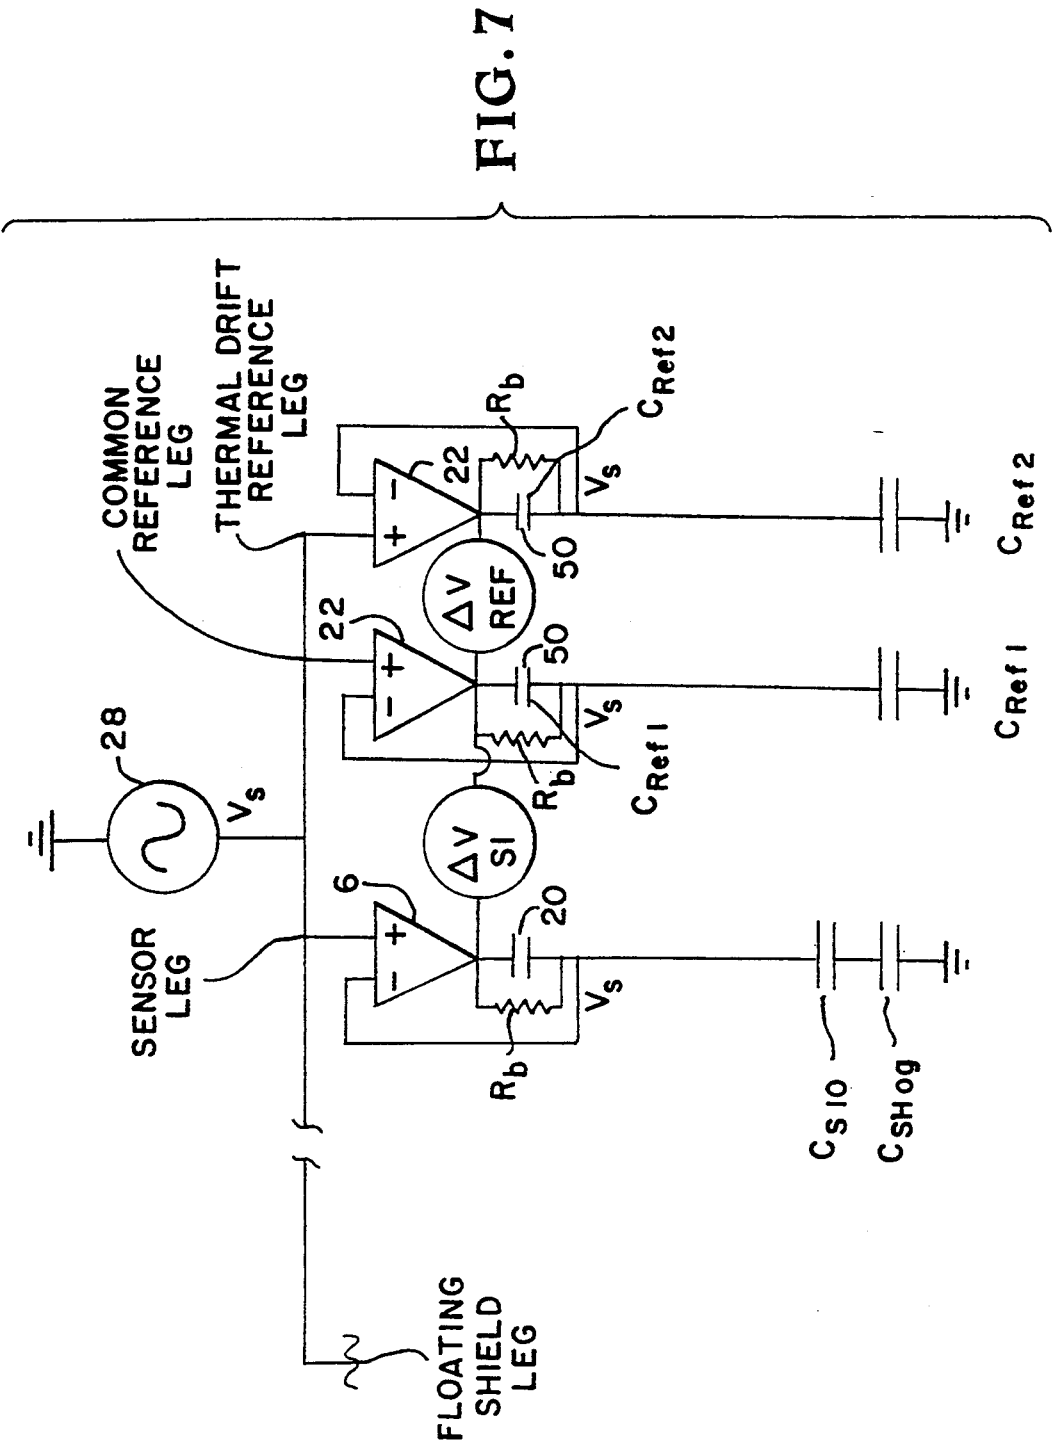 FIG. 7
COMMON
REFERENCE
LEG
THERMAL DRIFT
REFERENCE
LEG
28
Vs
SENSOR
LEG
6
22
22
+
−
+
−
+
−
ΔV
S1
ΔV
REF
Rb
20
Vs
Rb
50
Vs
CRef1
Rb
50
Vs
CRef2
CS10
CSHog
CRef1
CRef2
FLOATING
SHIELD
LEG